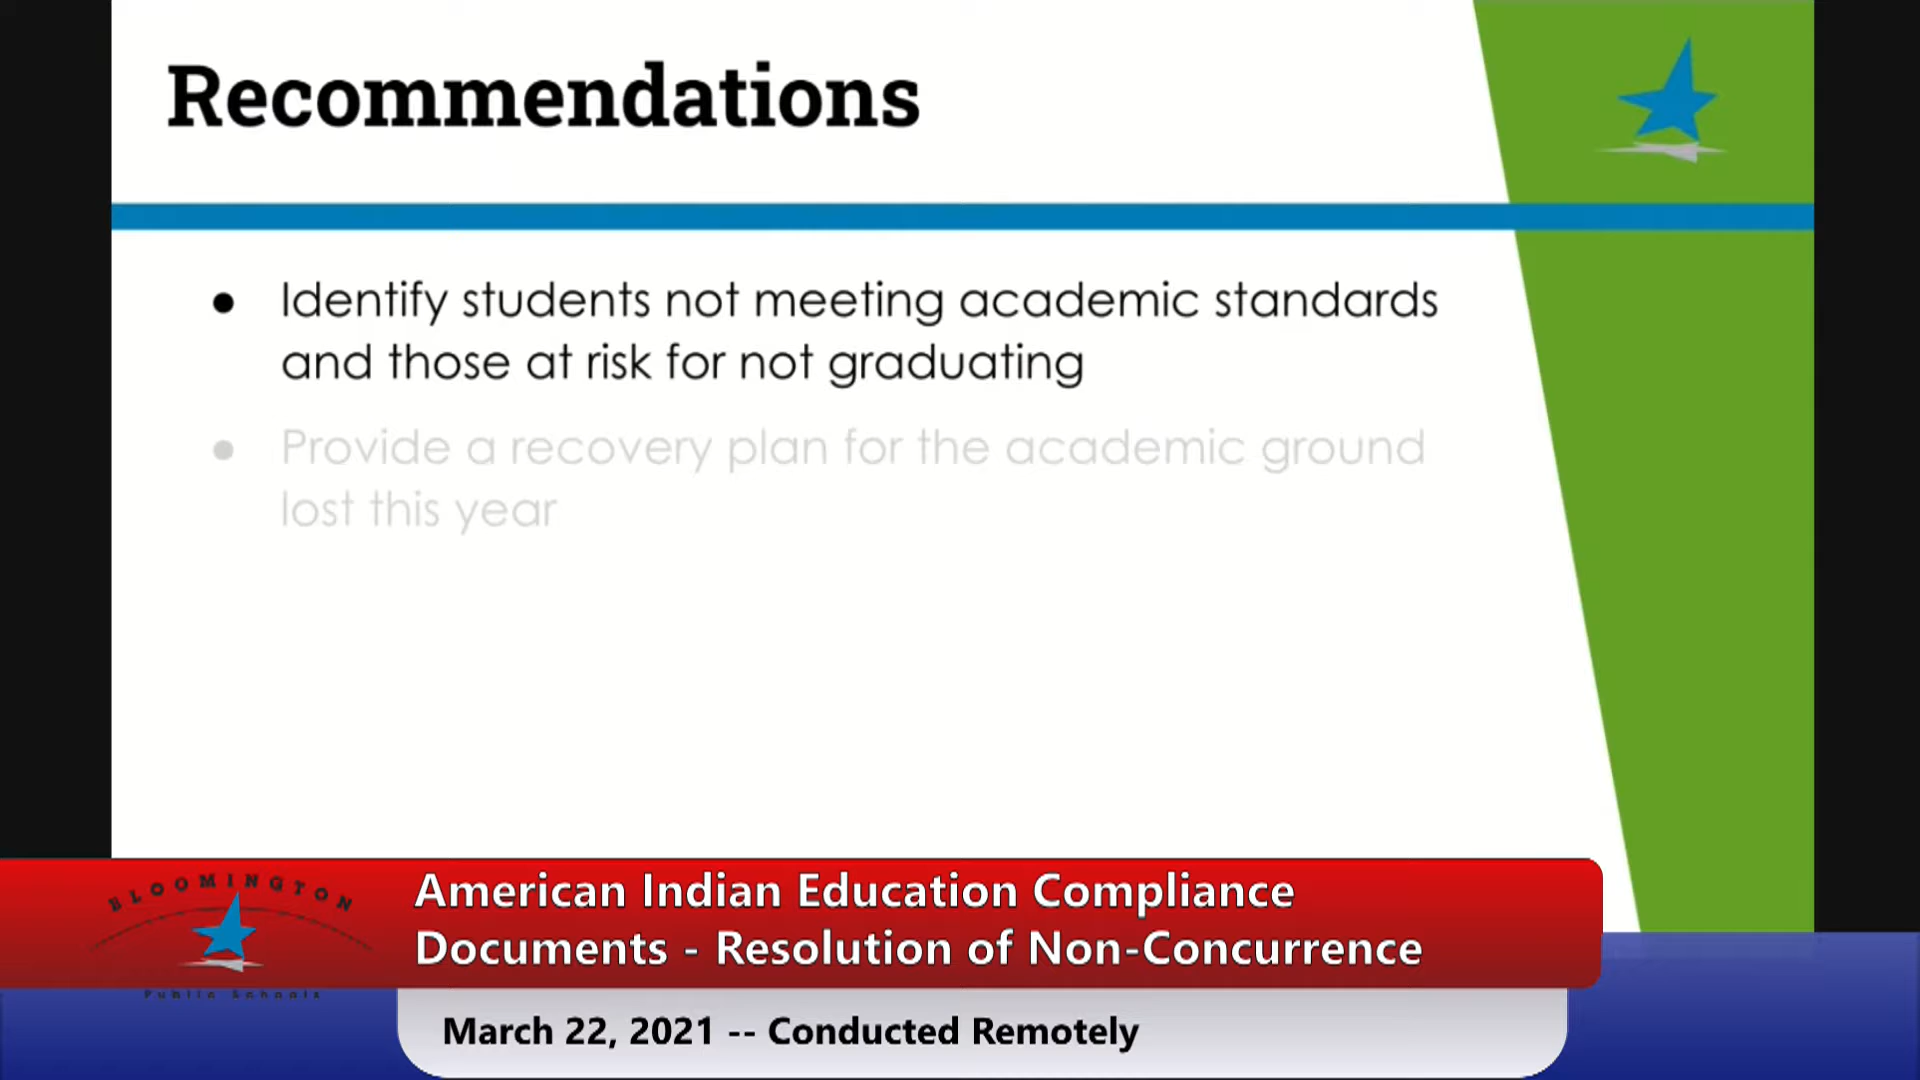 Recommendations
● Identify students not meeting academic standards
and those at risk for not graduating
● Provide a recovery plan for the academic ground
lost this year
BLOOMINGTON
Public Schools
American Indian Education Compliance
Documents - Resolution of Non-Concurrence
March 22, 2021 -- Conducted Remotely